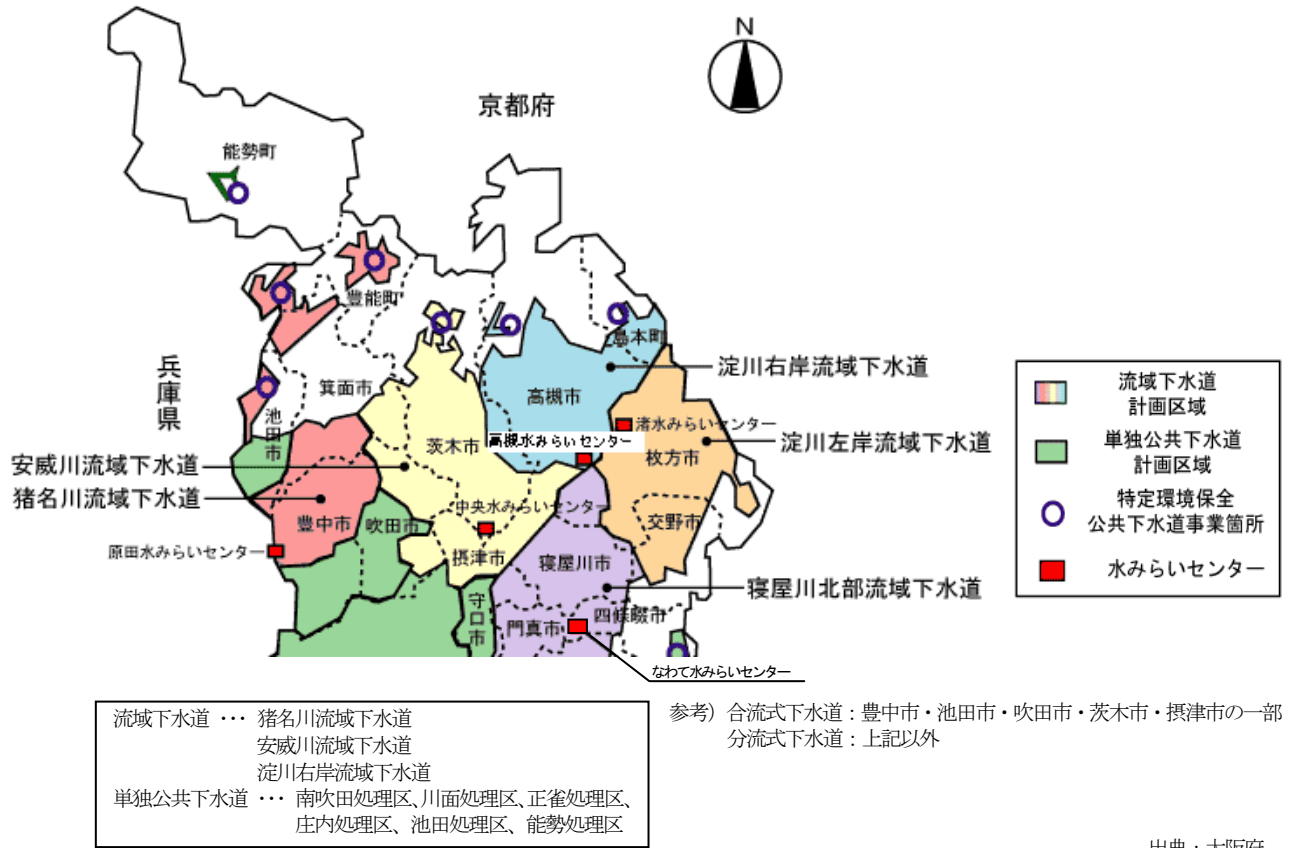 N
京都府
能勢町
豊能町
島本町
兵庫県
箕面市
高槻市
淀川右岸流域下水道
池田市
茨木市
高槻水みらいセンター
渚水みらいセンター
枚方市
淀川左岸流域下水道
安威川流域下水道
猪名川流域下水道
豊中市
吹田市
中央水みらいセンター
交野市
原田水みらいセンター
摂津市
寝屋川市
寝屋川北部流域下水道
守口市
門真市
四條畷市
なわて水みらいセンター
流域下水道
計画区域
単独公共下水道
計画区域
特定環境保全
公共下水道事業箇所
水みらいセンター
流域下水道 ・・・ 猪名川流域下水道
安威川流域下水道
淀川右岸流域下水道
単独公共下水道 ・・・ 南吹田処理区、川面処理区、正雀処理区、
庄内処理区、池田処理区、能勢処理区
参考）合流式下水道：豊中市・池田市・吹田市・茨木市・摂津市の一部
分流式下水道：上記以外
出典：大阪府